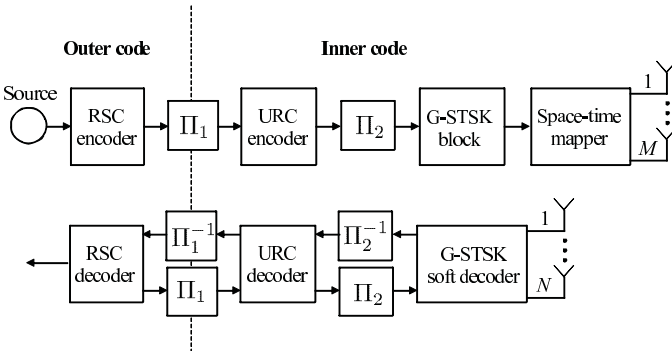 Outer code
Inner code
Source
RSC
encoder
Π1
URC
encoder
Π2
G-STSK
block
Space-time
mapper
1
M
RSC
decoder
Π1⁻¹
Π1
URC
decoder
Π2⁻¹
Π2
G-STSK
soft decoder
1
N